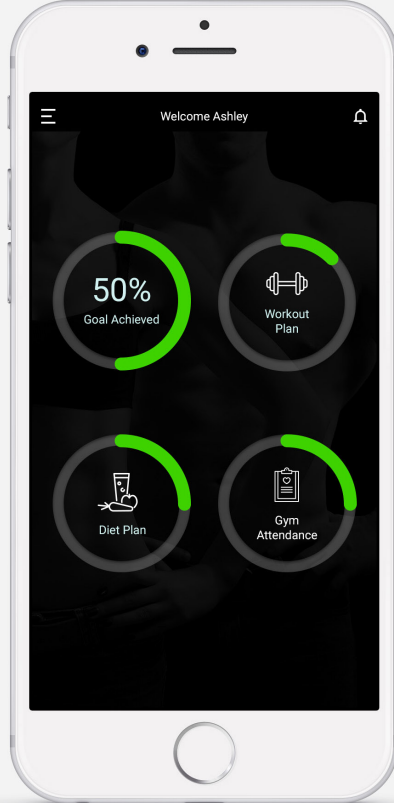 Welcome Ashley
50%
Goal Achieved
Workout
Plan
Diet Plan
Gym
Attendance